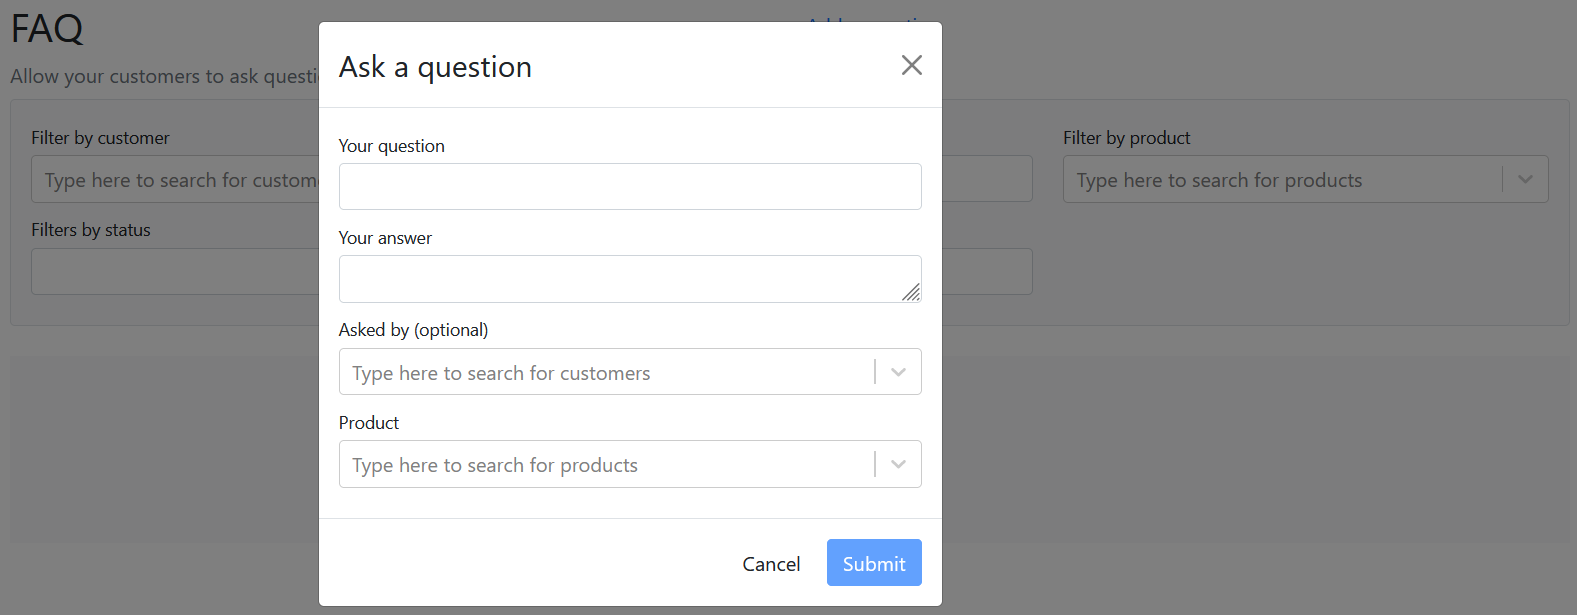 FAQ
Allow your customers to ask
Filter by customer
Type here to search for
Filter by product
Type here to search for products
Filters by status
Ask a question
Your question
Your answer
Asked by (optional)
Type here to search for customers
Product
Type here to search for products
Cancel
Submit